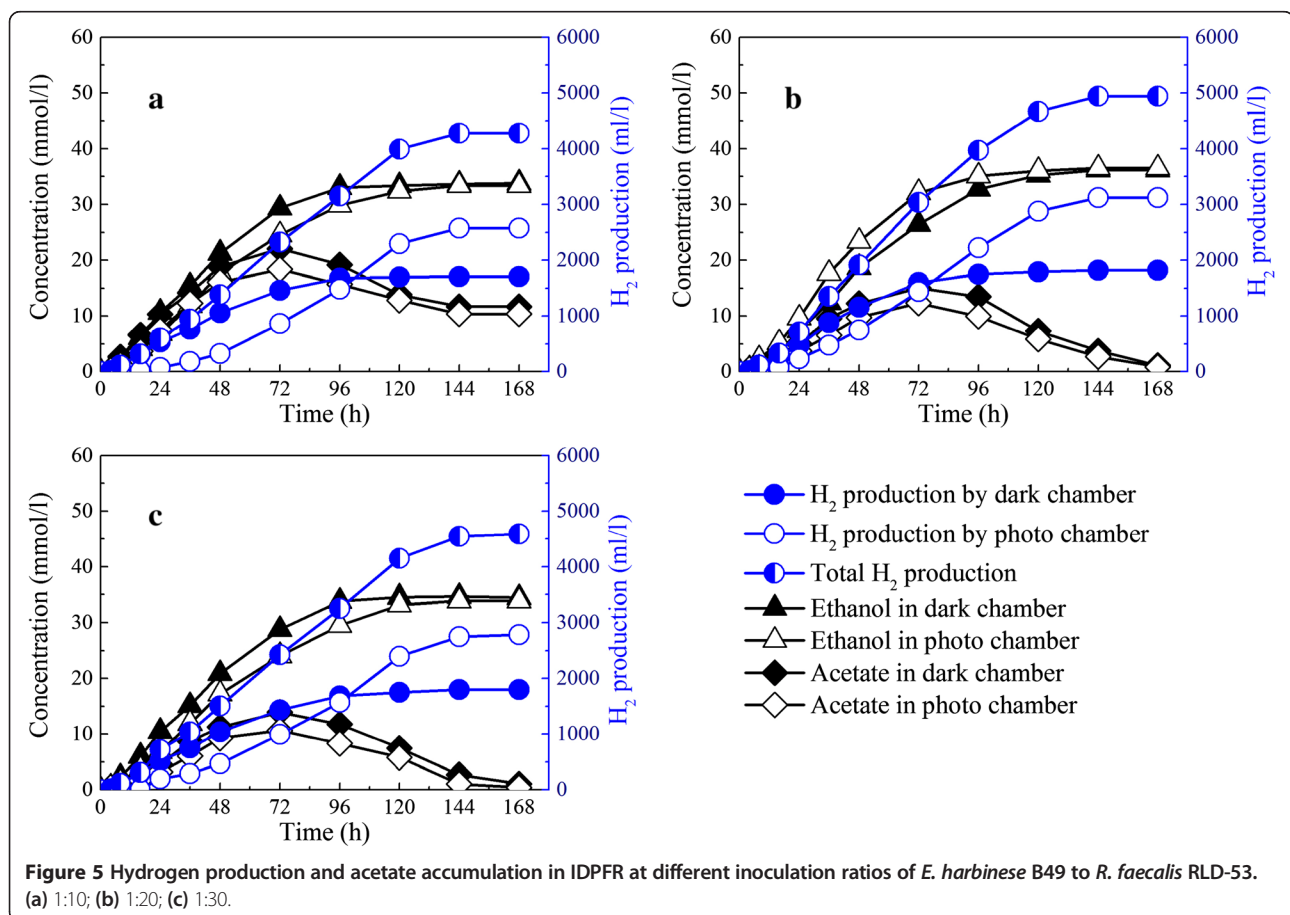 a
60
50
40
30
20
10
0
Concentration (mmol/l)
6000
5000
4000
3000
2000
1000
0
H₂ production (ml/l)
0 24 48 72 96 120 144 168
Time (h)
b
60
50
40
30
20
10
0
Concentration (mmol/l)
6000
5000
4000
3000
2000
1000
0
H₂ production (ml/l)
0 24 48 72 96 120 144 168
Time (h)
c
60
50
40
30
20
10
0
Concentration (mmol/l)
6000
5000
4000
3000
2000
1000
0
H₂ production (ml/l)
0 24 48 72 96 120 144 168
Time (h)
H₂ production by dark chamber
H₂ production by photo chamber
Total H₂ production
Ethanol in dark chamber
Ethanol in photo chamber
Acetate in dark chamber
Acetate in photo chamber
Figure 5 Hydrogen production and acetate accumulation in IDPFR at different inoculation ratios of E. harbinese B49 to R. faecalis RLD-53.
(a) 1:10; (b) 1:20; (c) 1:30.